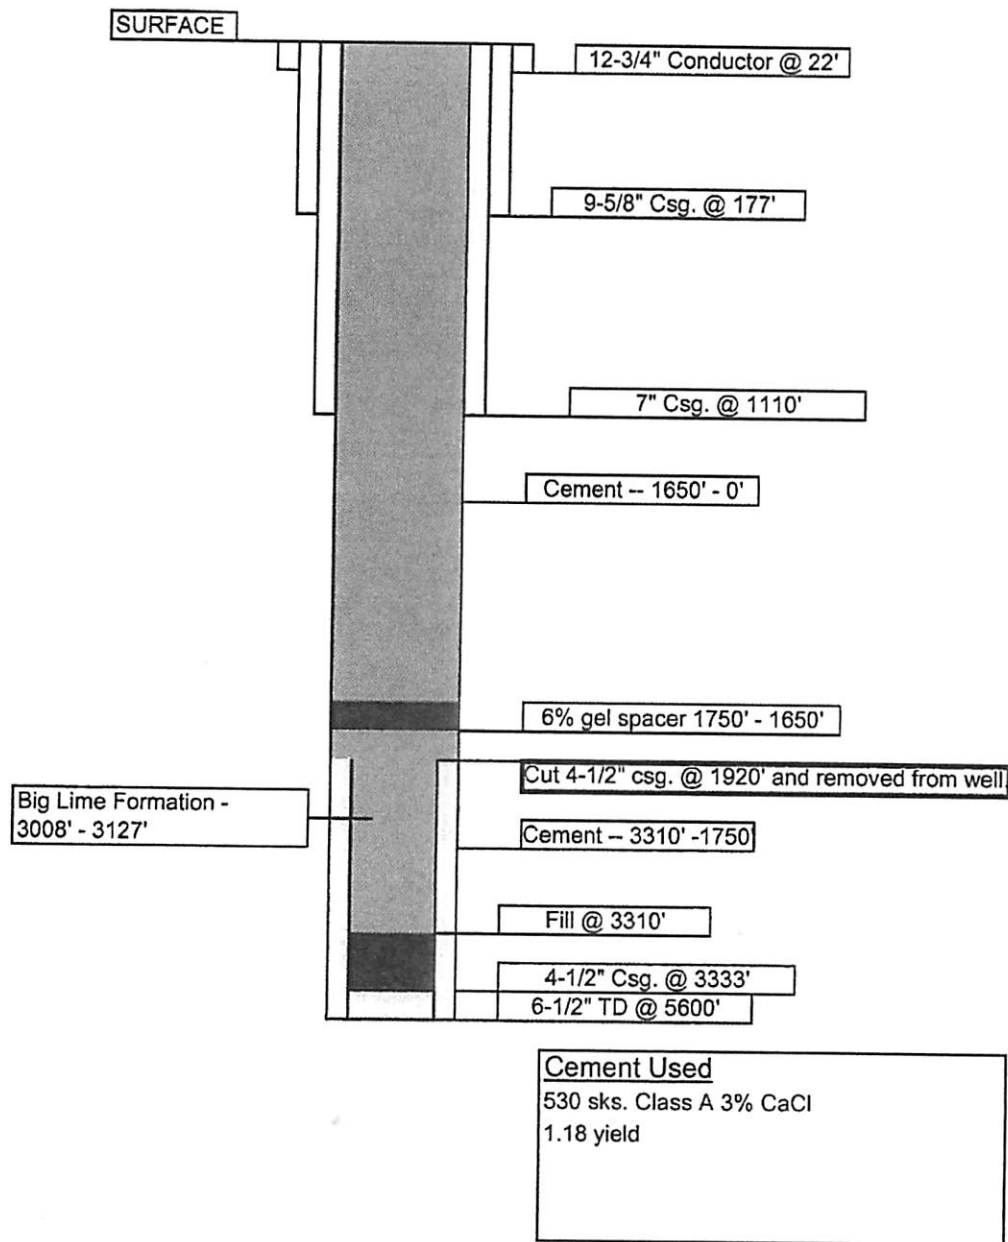 SURFACE
12-3/4" Conductor @ 22'
9-5/8" Csg. @ 177'
7" Csg. @ 1110'
Cement -- 1650' - 0'
6% gel spacer 1750' - 1650'
Cut 4-1/2" csg. @ 1920' and removed from well.
Big Lime Formation -
3008' - 3127'
Cement -- 3310' -1750'
Fill @ 3310'
4-1/2" Csg. @ 3333'
6-1/2" TD @ 5600'
Cement Used
530 sks. Class A 3% CaCl
1.18 yield